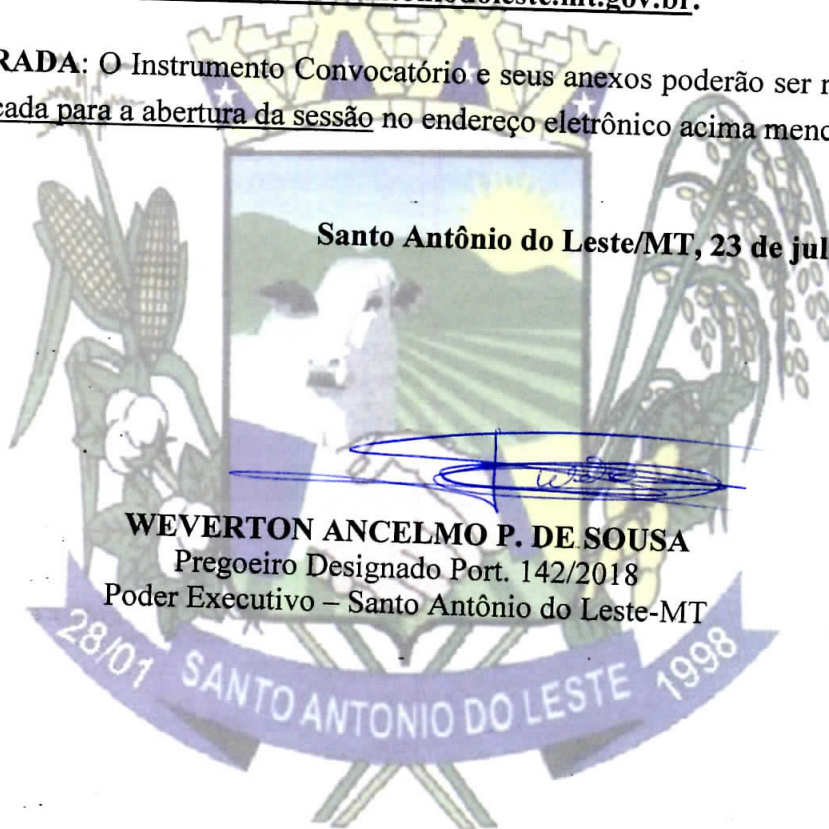 RADA: O Instrumento Convocatório e seus anexos poderão ser
cada para a abertura da sessão no endereço eletrônico acima
Santo Antônio do Leste/MT, 23 de
WEVERTON ANCELMO P. DE SOUSA
Pregoeiro Designado Port. 142/2018
Poder Executivo – Santo Antônio do Leste-MT
28/01 SANTO ANTONIO DO LESTE 1998